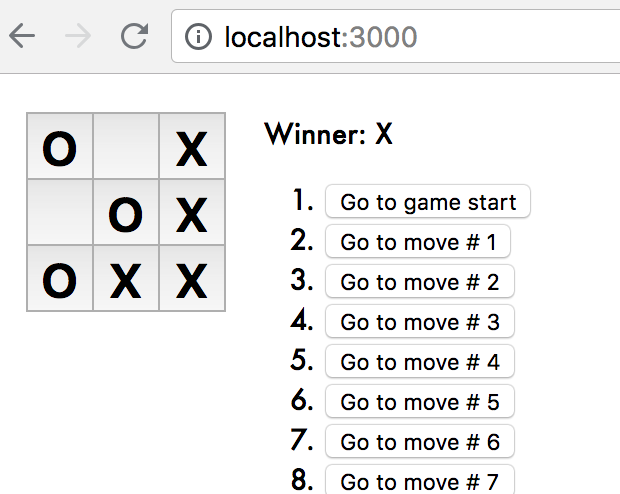 localhost:3000
Winner: X
O X
O X
O X X
1. Go to game start
2. Go to move # 1
3. Go to move # 2
4. Go to move # 3
5. Go to move # 4
6. Go to move # 5
7. Go to move # 6
8. Go to move # 7